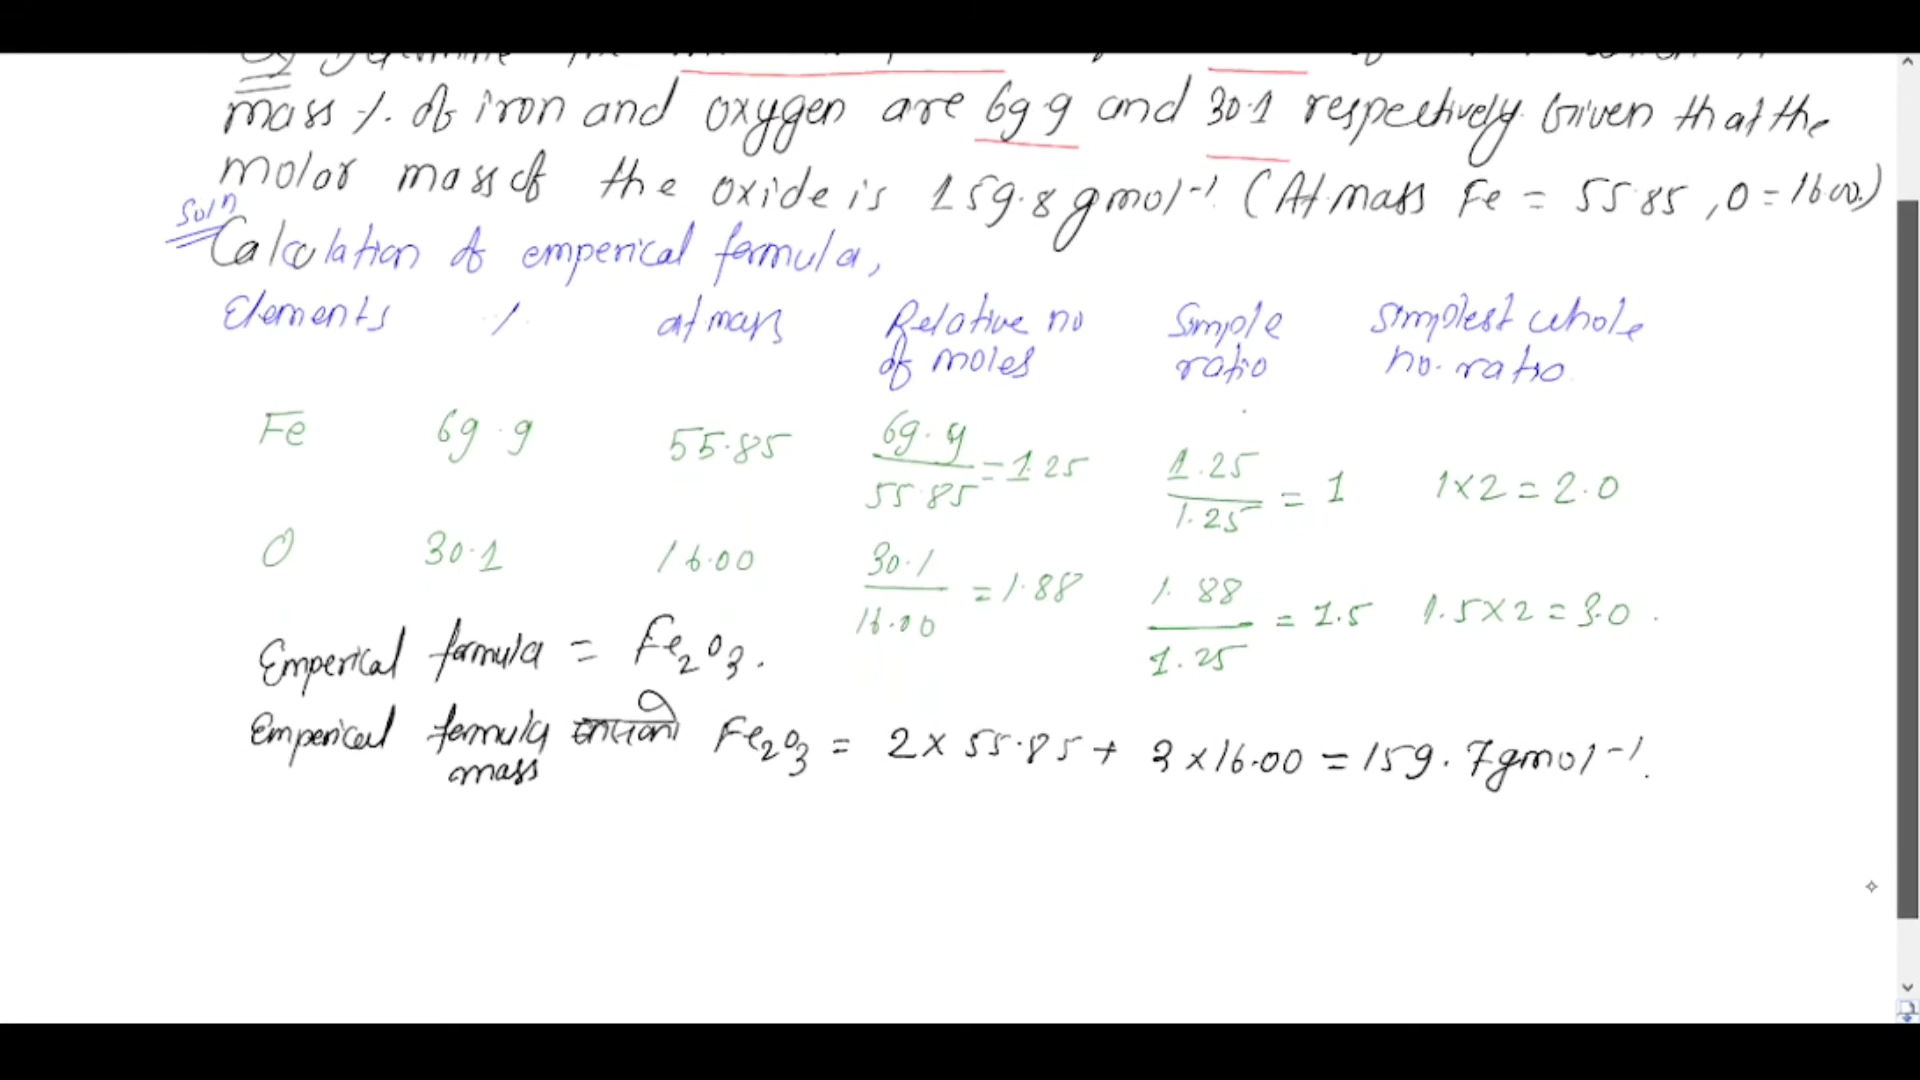 mass %. of iron and oxygen are 69.9 and 30.1 respectively. Given that the
molar mass of the oxide is 159.8 gmol⁻¹. (At mass Fe = 55.85, O = 16.00.)
Soln
Calculation of emperical formula,
Elements % at mass Relative no of moles Simple ratio Simplest whole no. ratio
Fe 69.9 55.85 69.9/55.85 = 1.25 1.25/1.25 = 1 1×2 = 2.0
O 30.1 16.00 30.1/16.00 = 1.88 1.88/1.25 = 1.5 1.5×2 = 3.0.
Emperical formula = Fe₂O₃.
Emperical formula mass Fe₂O₃ = 2 × 55.85 + 3 × 16.00 = 159.7 gmol⁻¹.